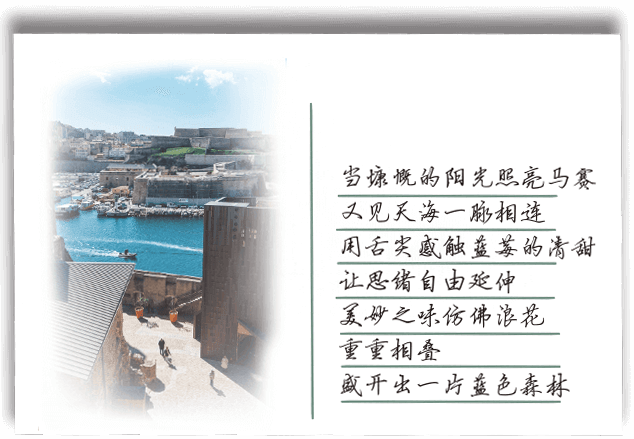 当慷慨的阳光照亮马赛
又见天海一脉相连
用舌尖感触蓝莓的清甜
让思绪自由延伸
美妙之味仿佛浪花
重重相叠
盛开出一片蓝色森林